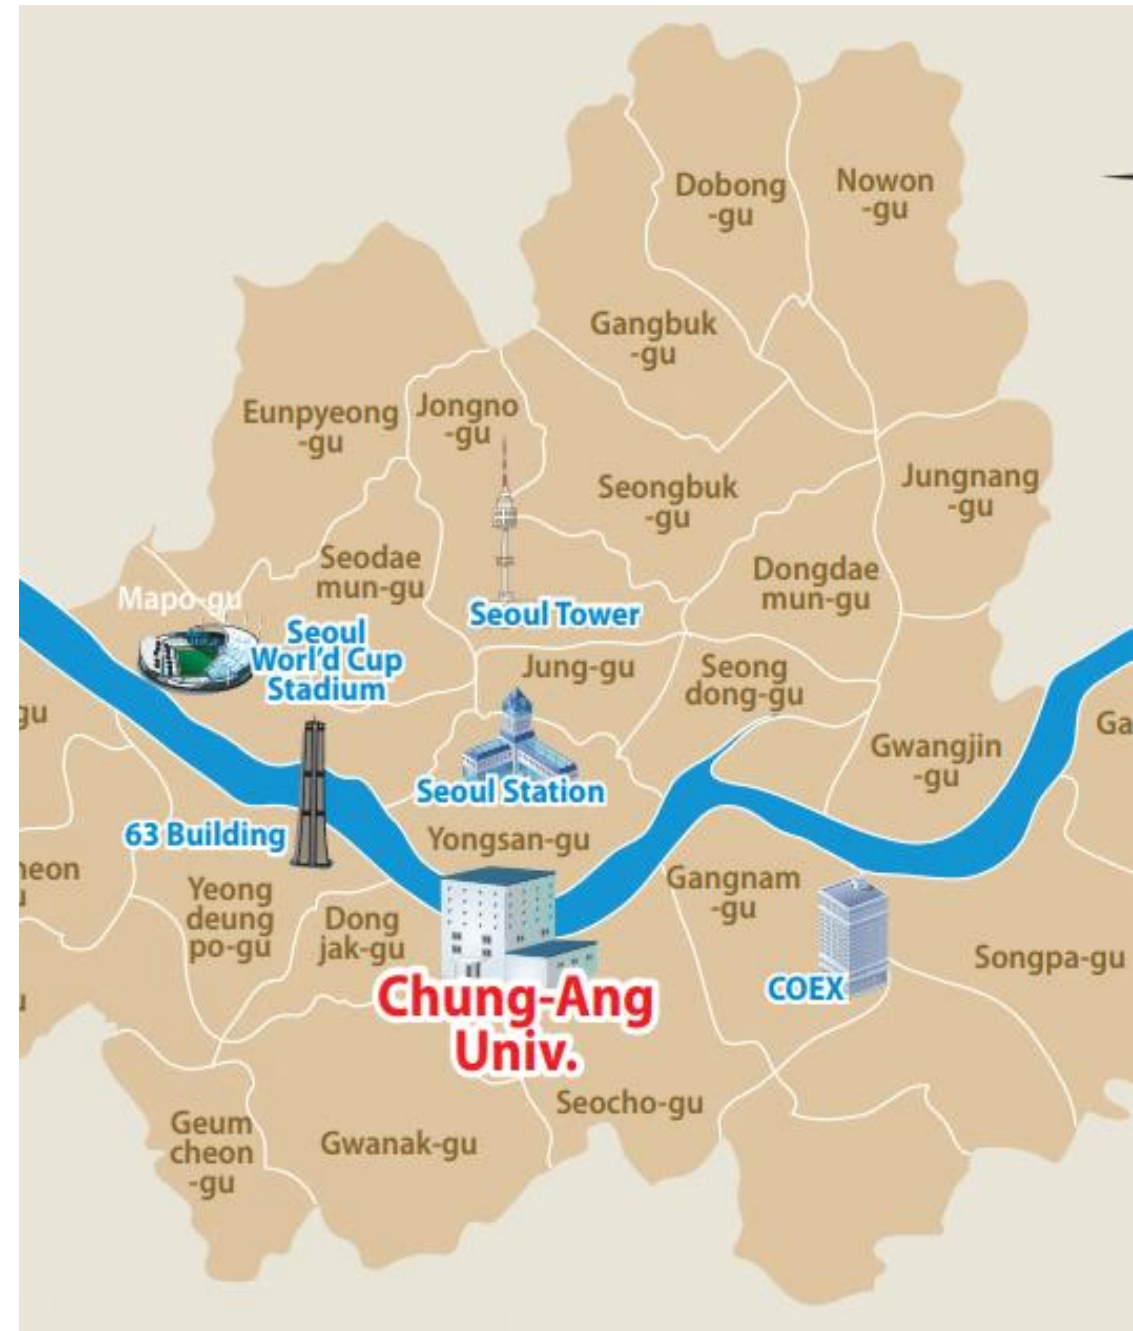 Dobong
-gu
Nowon
-gu
Gangbuk
-gu
Eunpyeong
-gu
Jongno
-gu
Seongbuk
-gu
Jungnang
-gu
Seodae
mun-gu
Dongdae
mun-gu
Mapo-gu
Seoul Tower
Seoul
World Cup
Stadium
Jung-gu
Seong
dong-gu
gu
Ga
Gwangjin
-gu
Seoul Station
63 Building
Yongsan-gu
heon
Yeong
deung
po-gu
Dong
jak-gu
Gangnam
-gu
Songpa-gu
COEX
Chung-Ang
Univ.
Seocho-gu
Geum
cheon
-gu
Gwanak-gu